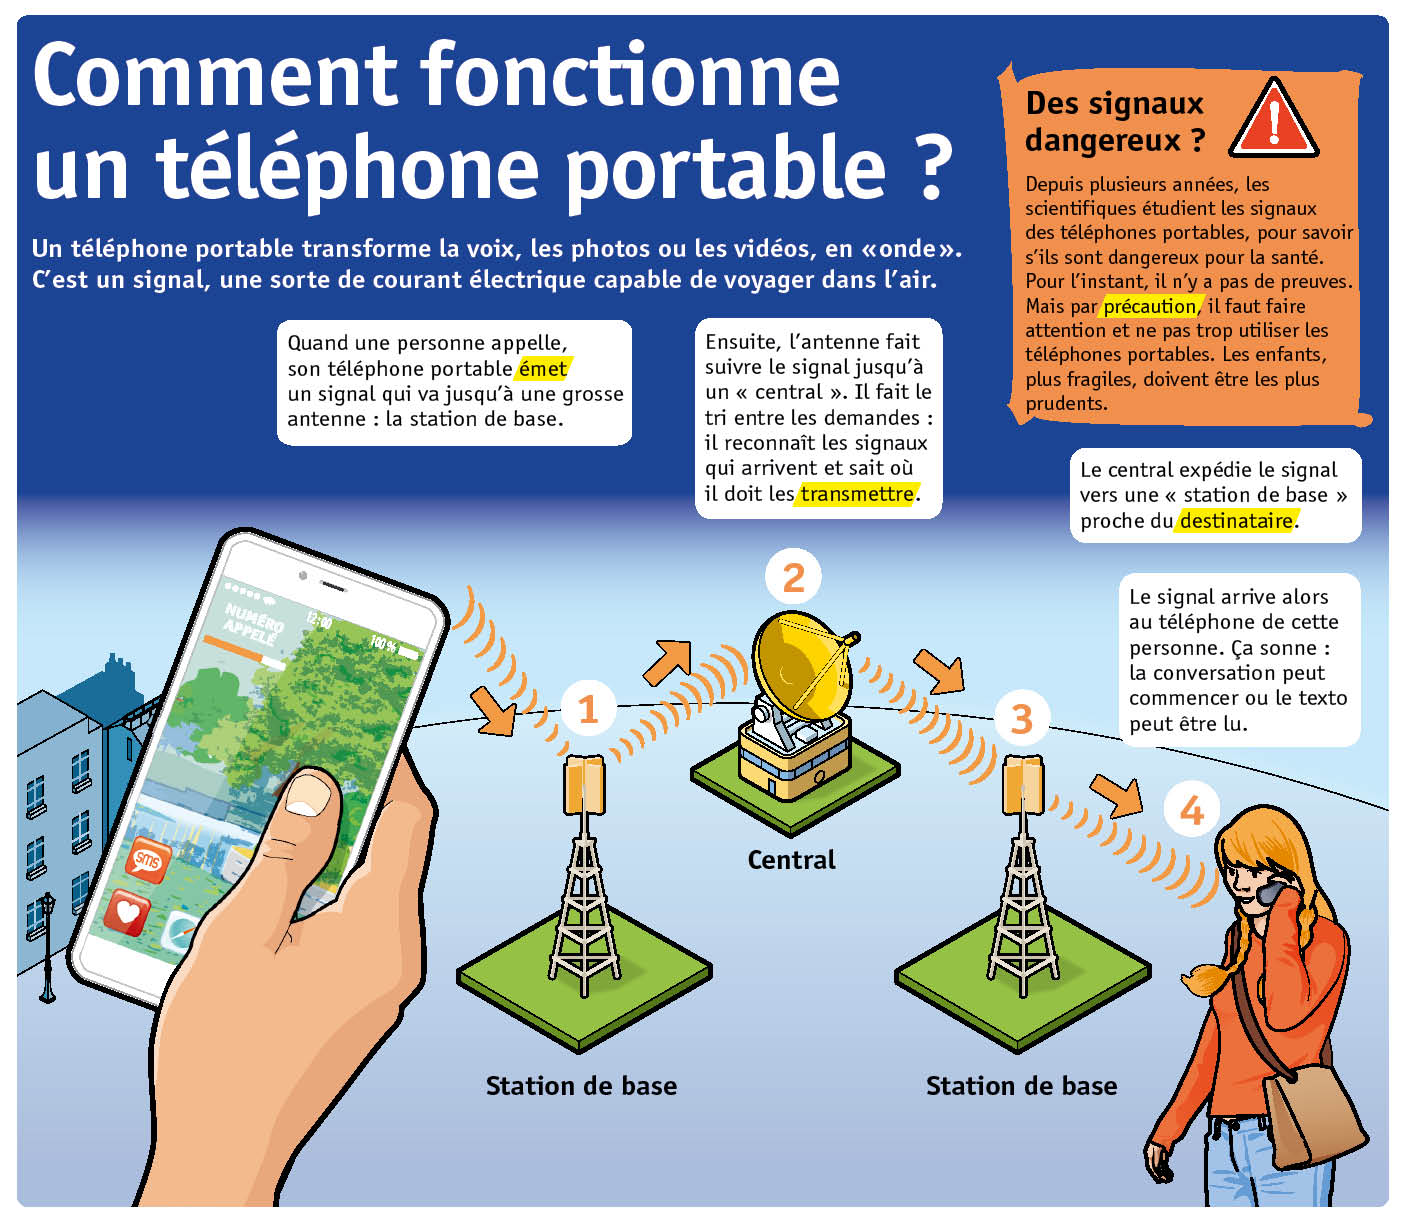 Comment fonctionne
un téléphone portable ?
Un téléphone portable transforme la voix, les photos ou les vidéos, en «onde».
C’est un signal, une sorte de courant électrique capable de voyager dans l’air.
Des signaux
dangereux ?
!
Depuis plusieurs années, les
scientifiques étudient les signaux
des téléphones portables, pour savoir
s’ils sont dangereux pour la santé.
Pour l’instant, il n’y a pas de preuves.
Mais par précaution, il faut faire
attention et ne pas trop utiliser les
téléphones portables. Les enfants,
plus fragiles, doivent être les plus
prudents.
Quand une personne appelle,
son téléphone portable émet
un signal qui va jusqu’à une grosse
antenne : la station de base.
Ensuite, l’antenne fait
suivre le signal jusqu’à
un « central ». Il fait le
tri entre les demandes :
il reconnaît les signaux
qui arrivent et sait où
il doit les transmettre.
Le central expédie le signal
vers une « station de base »
proche du destinataire.
Le signal arrive alors
au téléphone de cette
personne. Ça sonne :
la conversation peut
commencer ou le texto
peut être lu.
12:00
100%
NUMÉRO
APPELÉ
sms
1
2
3
4
Central
Station de base
Station de base